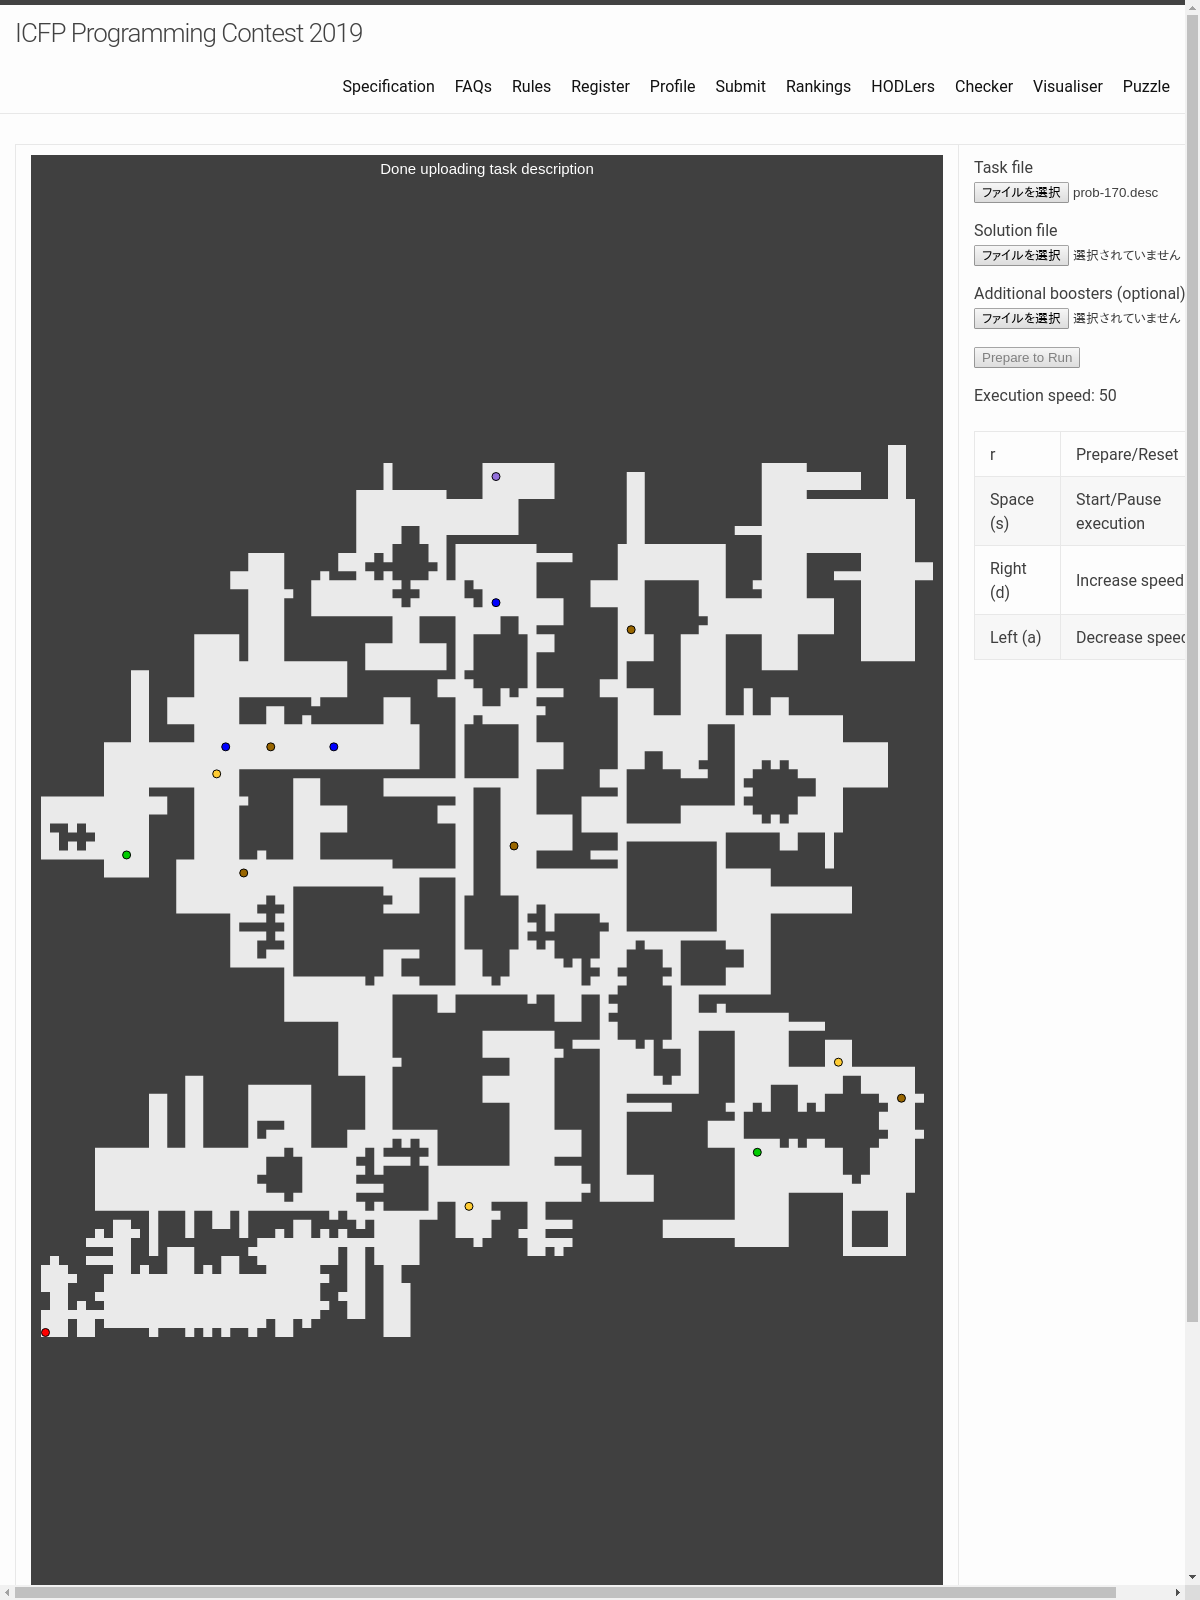 ICFP Programming Contest 2019
Specification FAQs Rules Register Profile Submit Rankings HODLers Checker Visualiser Puzzle
Done uploading task description
Task file
ファイルを選択 prob-170.desc
Solution file
ファイルを選択 選択されていません
Additional boosters (optional)
ファイルを選択 選択されていません
Prepare to Run
Execution speed: 50
r Prepare/Reset
Space (s) Start/Pause execution
Right (d) Increase speed
Left (a) Decrease speed